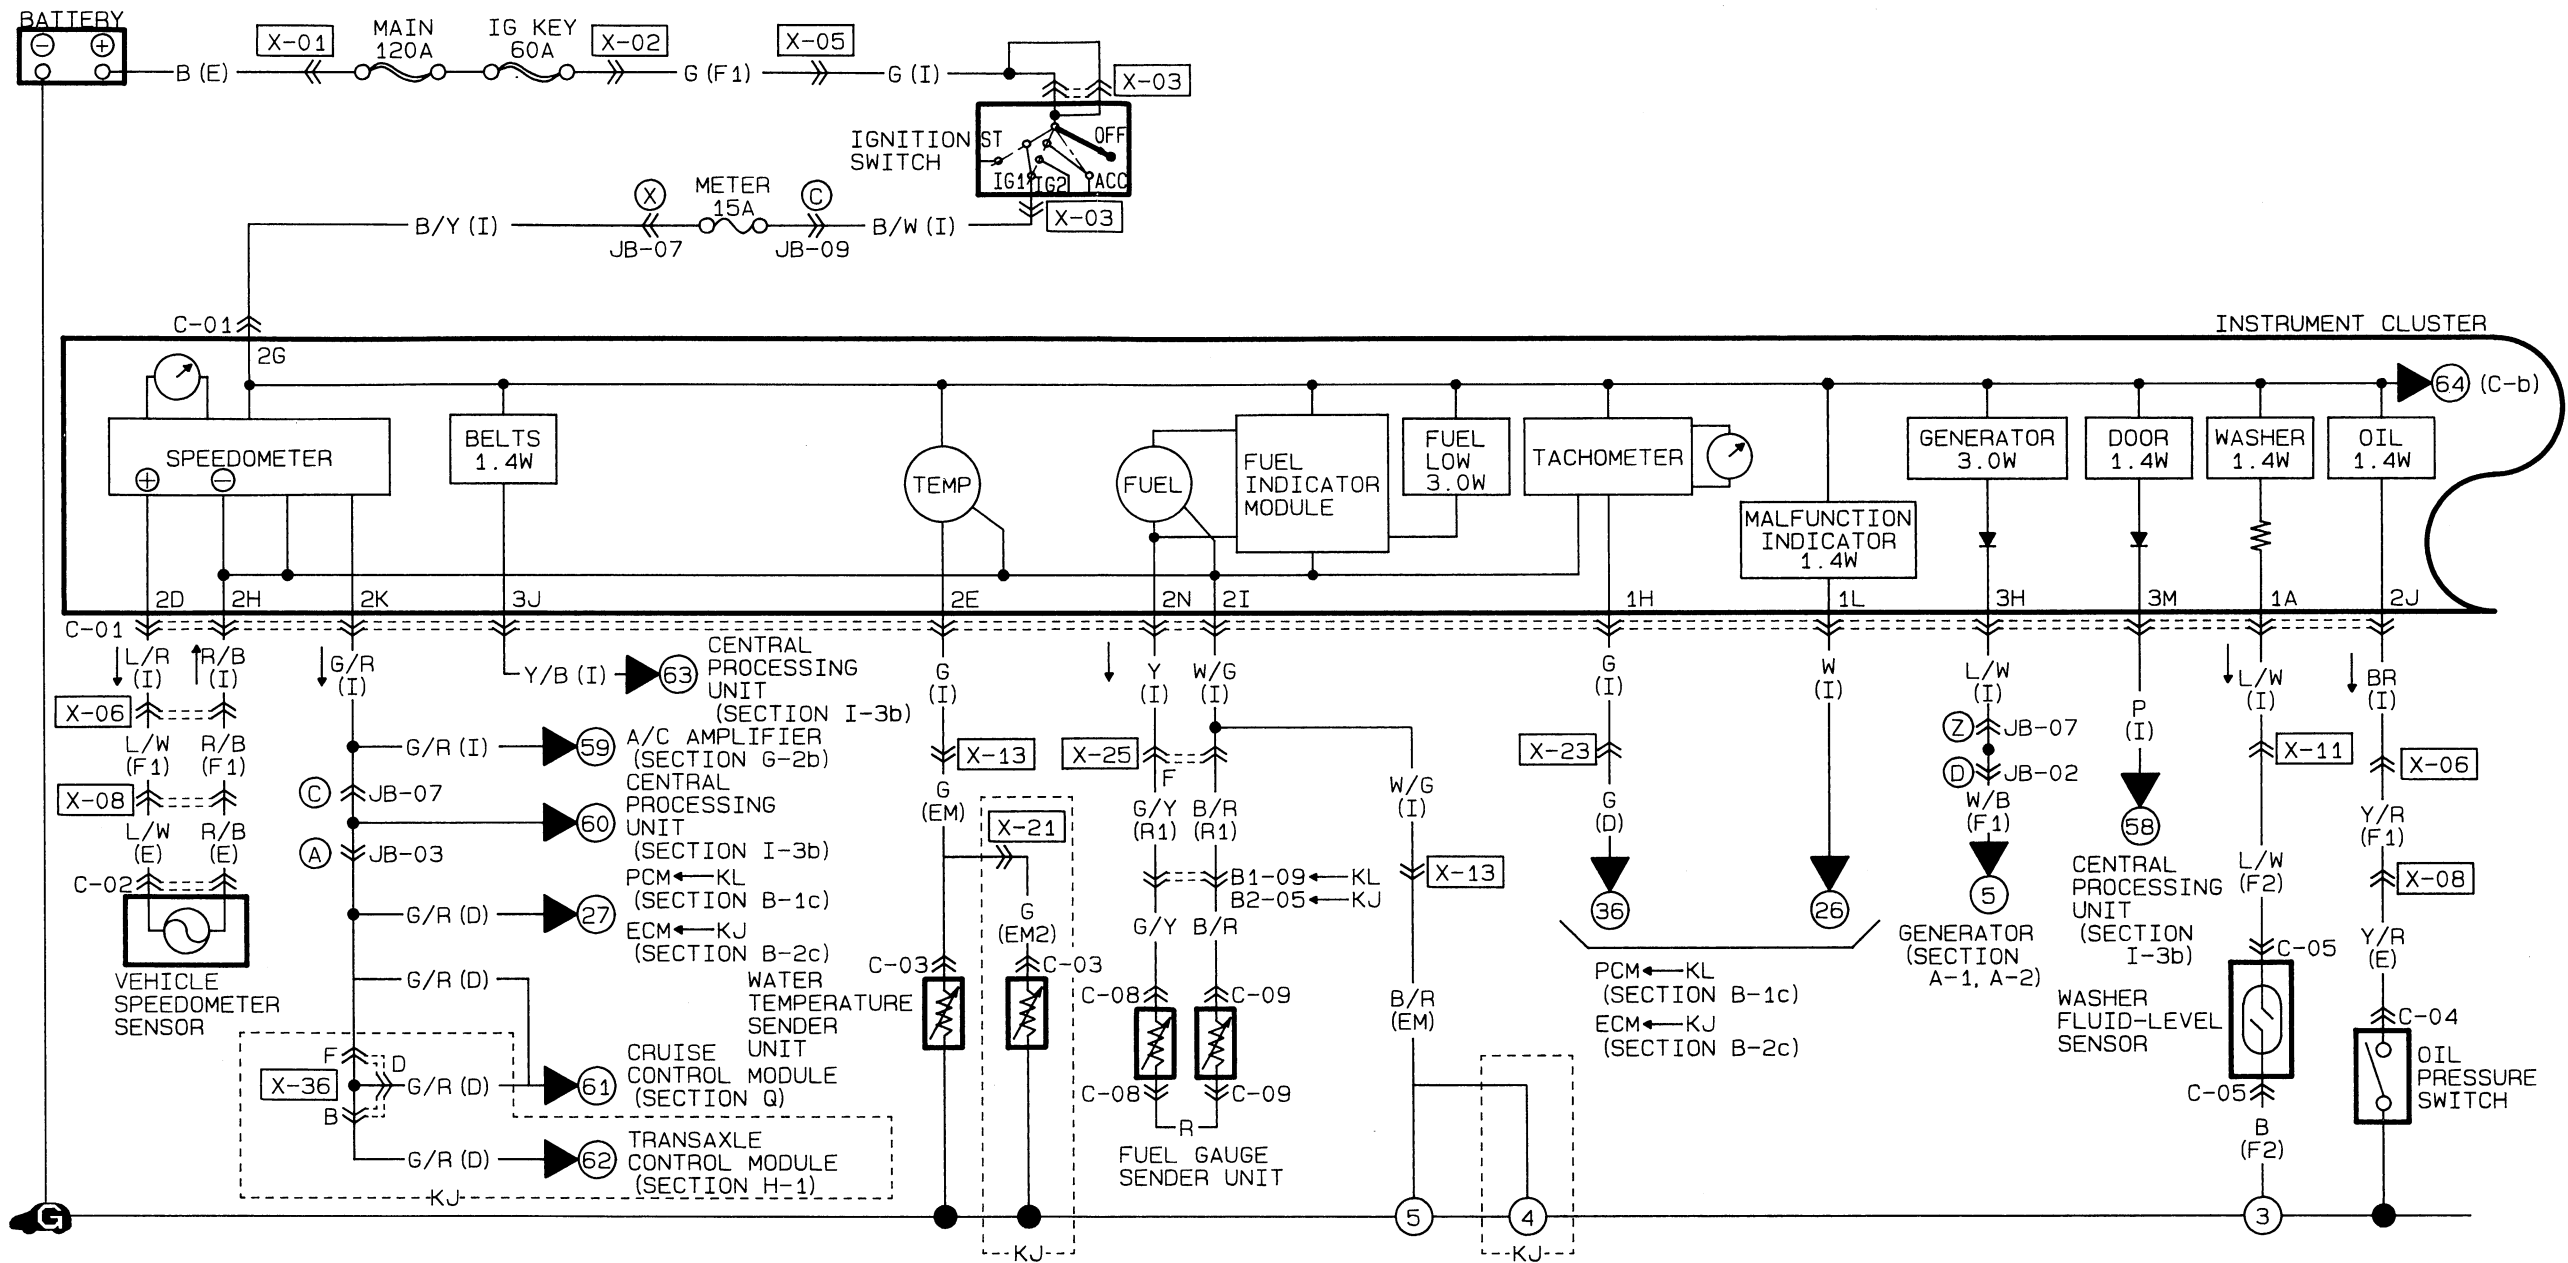 BATTERY
− +
B (E)
X-01
MAIN
120A
IG KEY
60A
X-02
G (F1)
X-05
G (I)
X-03
IGNITION
SWITCH
ST
OFF
IG1
IG2
ACC
X-03
B/Y (I)
X
JB-07
METER
15A
C
JB-09
B/W (I)
C-01
2G
INSTRUMENT CLUSTER
64 (C-b)
SPEEDOMETER
+ −
BELTS
1.4W
TEMP
FUEL
FUEL
INDICATOR
MODULE
FUEL
LOW
3.0W
TACHOMETER
MALFUNCTION
INDICATOR
1.4W
GENERATOR
3.0W
DOOR
1.4W
WASHER
1.4W
OIL
1.4W
2D 2H 2K 3J 2E 2N 2I 1H 1L 3H 3M 1A 2J
C-01
L/R
(I)
R/B
(I)
X-06
L/W
(F1)
R/B
(F1)
X-08
L/W
(E)
R/B
(E)
C-02
VEHICLE
SPEEDOMETER
SENSOR
G/R
(I)
G/R (I)
59
A/C AMPLIFIER
(SECTION G-2b)
C
JB-07
60
CENTRAL
PROCESSING
UNIT
(SECTION I-3b)
A
JB-03
G/R (D)
27
PCM KL
(SECTION B-1c)
ECM KJ
(SECTION B-2c)
G/R (D)
F
D
X-36
G/R (D)
B
61
CRUISE
CONTROL MODULE
(SECTION Q)
G/R (D)
62
TRANSAXLE
CONTROL MODULE
(SECTION H-1)
KJ
Y/B (I)
63
CENTRAL
PROCESSING
UNIT
(SECTION I-3b)
G
(I)
X-13
G
(EM)
X-21
G
(EM2)
C-03
C-03
WATER
TEMPERATURE
SENDER
UNIT
KJ
Y
(I)
W/G
(I)
X-25
F
G/Y
(R1)
B/R
(R1)
B1-09 KL
B2-05 KJ
G/Y B/R
C-08
C-09
C-08
C-09
R
FUEL GAUGE
SENDER UNIT
W/G
(I)
X-13
B/R
(EM)
5
4
KJ
G
(I)
X-23
G
(D)
36
W
(I)
26
PCM KL
(SECTION B-1c)
ECM KJ
(SECTION B-2c)
L/W
(I)
Z
JB-07
D
JB-02
W/B
(F1)
5
GENERATOR
(SECTION
A-1, A-2)
P
(I)
58
CENTRAL
PROCESSING
UNIT
(SECTION
I-3b)
L/W
(I)
X-11
L/W
(F2)
C-05
WASHER
FLUID-LEVEL
SENSOR
C-05
B
(F2)
3
BR
(I)
X-06
Y/R
(F1)
X-08
Y/R
(E)
C-04
OIL
PRESSURE
SWITCH
G